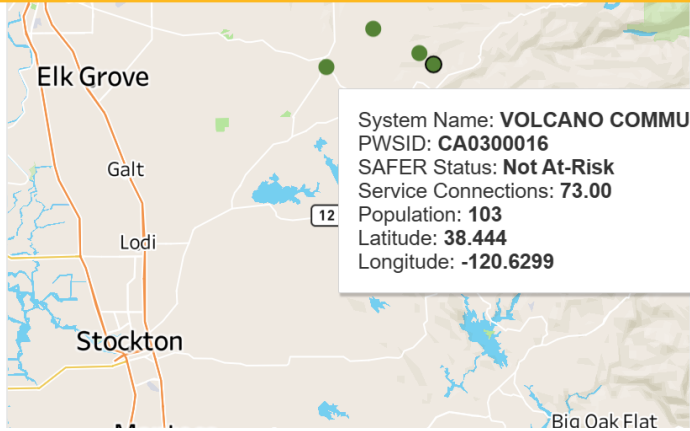 Elk Grove
System Name: VOLCANO COMMU
PWSID: CA0300016
SAFER Status: Not At-Risk
Galt
Service Connections: 73.00
Population: 103
12
Latitude: 38.444
Lodi
Longitude: -120.6299
Stockton
Big Oak Flat